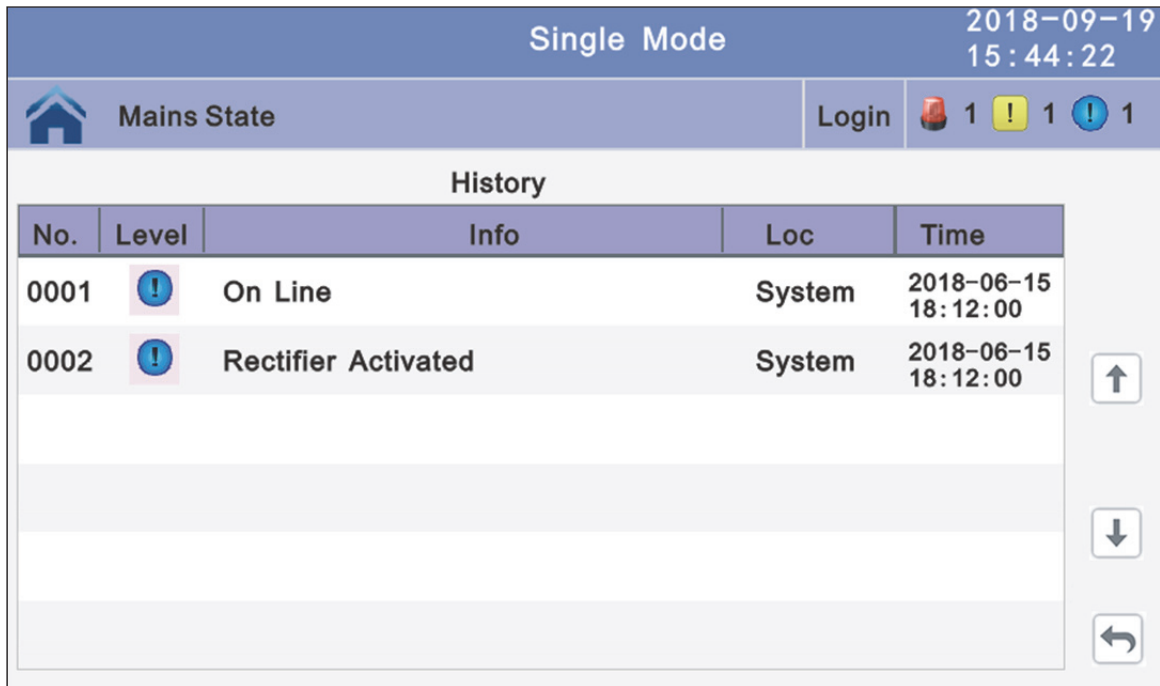 Single Mode
2018-09-19
15:44:22
Mains State
Login
1
! 1
! 1
History
No. Level Info Loc Time
0001 ! On Line System 2018-06-15
18:12:00
0002 ! Rectifier Activated System 2018-06-15
18:12:00